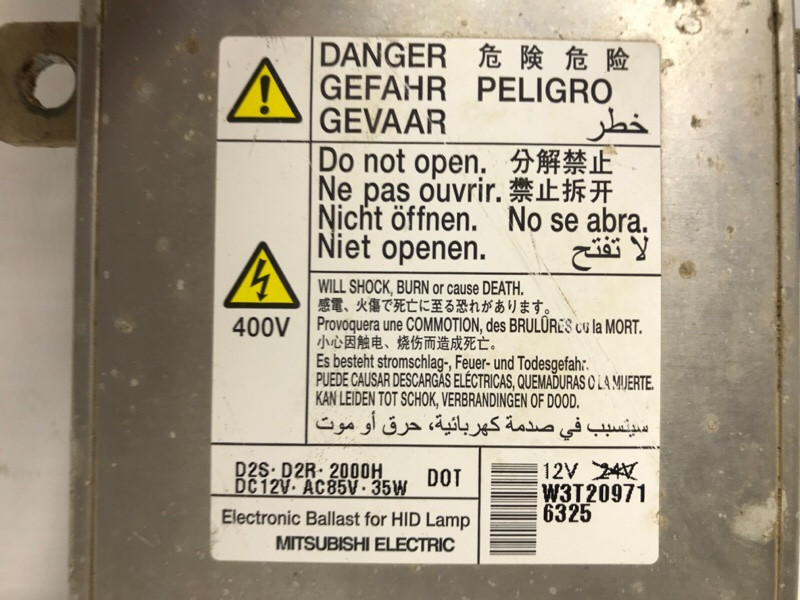 DANGER 危険 危险
GEFAHR PELIGRO
GEVAAR خطر
Do not open. 分解禁止
Ne pas ouvrir. 禁止拆开
Nicht öffnen. No se abra.
Niet openen. لا تفتح
400V
WILL SHOCK, BURN or cause DEATH.
感電、火傷で死亡に至る恐れがあります。
Provoquera une COMMOTION, des BRULÛRES ou la MORT.
小心因触电、烧伤而造成死亡。
Es besteht stromschlag-, Feuer- und Todesgefahr.
PUEDE CAUSAR DESCARGAS ELÉCTRICAS, QUEMADURAS O LA MUERTE.
KAN LEIDEN TOT SCHOK, VERBRANDINGEN OF DOOD.
سيتسبب في صدمة كهربائية، حرق أو موت
D2S· D2R· 2000H DOT
DC12V· AC85V· 35W
Electronic Ballast for HID Lamp
MITSUBISHI ELECTRIC
12V 24V
W3T20971
6325